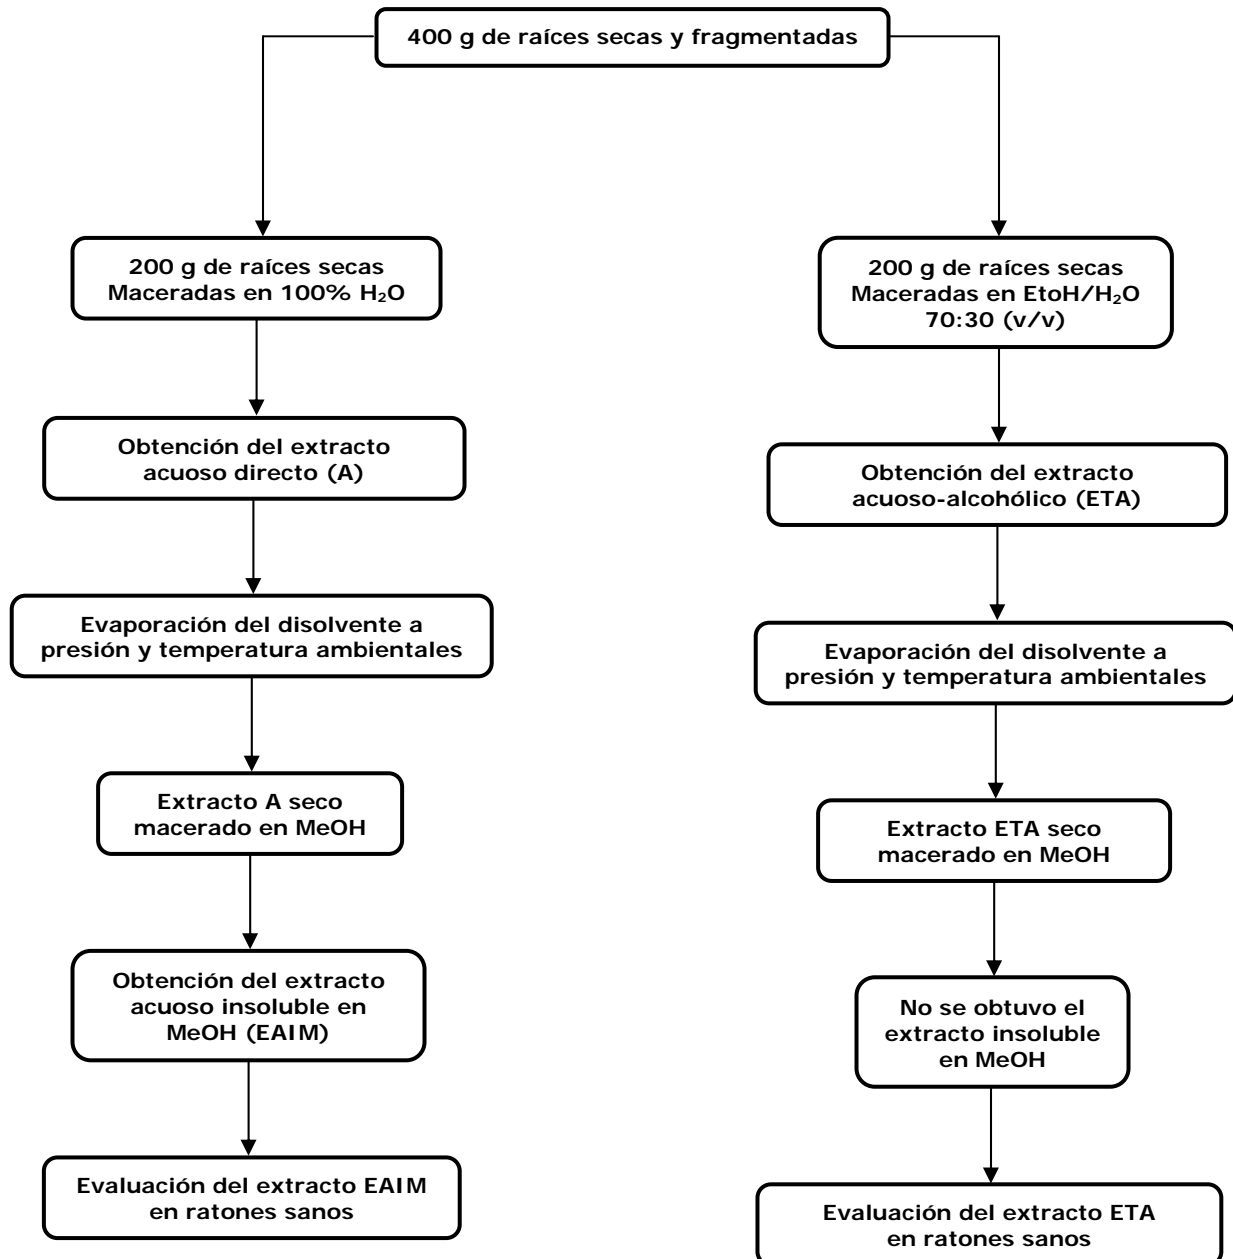 400 g de raíces secas y fragmentadas
200 g de raíces secas
Maceradas en 100% H₂O
Obtención del extracto
acuoso directo (A)
Evaporación del disolvente a
presión y temperatura ambientales
Extracto A seco
macerado en MeOH
Obtención del extracto
acuoso insoluble en
MeOH (EAIM)
Evaluación del extracto EAIM
en ratones sanos
200 g de raíces secas
Maceradas en EtoH/H₂O
70:30 (v/v)
Obtención del extracto
acuoso-alcohólico (ETA)
Evaporación del disolvente a
presión y temperatura ambientales
Extracto ETA seco
macerado en MeOH
No se obtuvo el
extracto insoluble
en MeOH
Evaluación del extracto ETA
en ratones sanos